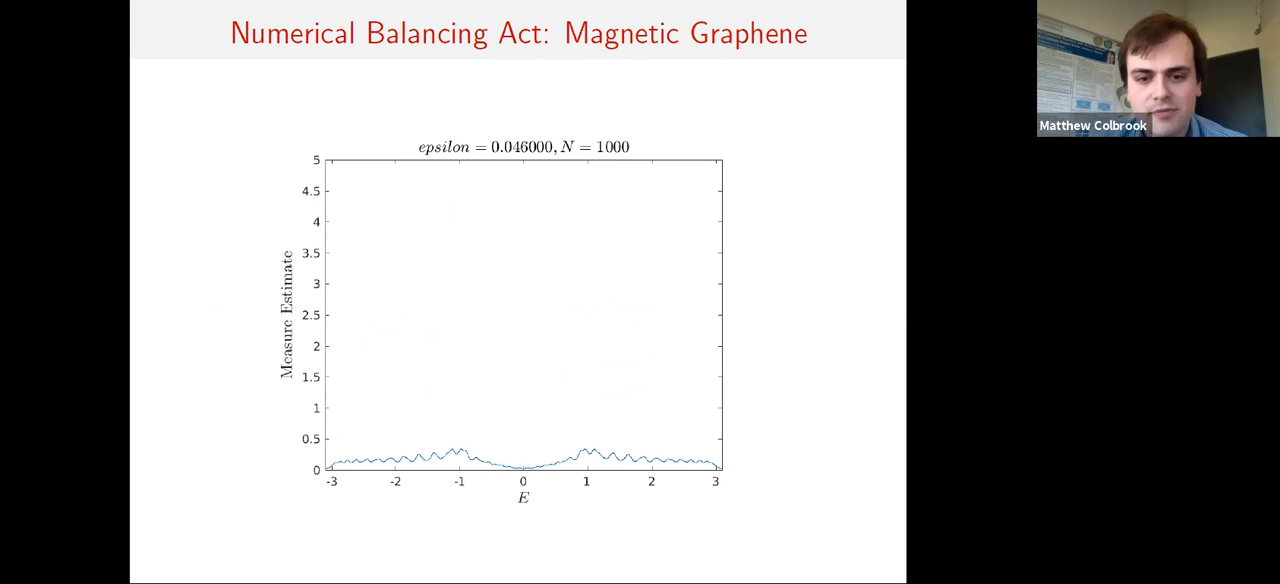 Numerical Balancing Act: Magnetic Graphene
Matthew Colbrook
epsilon = 0.046000, N = 1000
5
4.5
4
3.5
3
2.5
2
1.5
1
0.5
0
Measure Estimate
-3 -2 -1 0 1 2 3
E